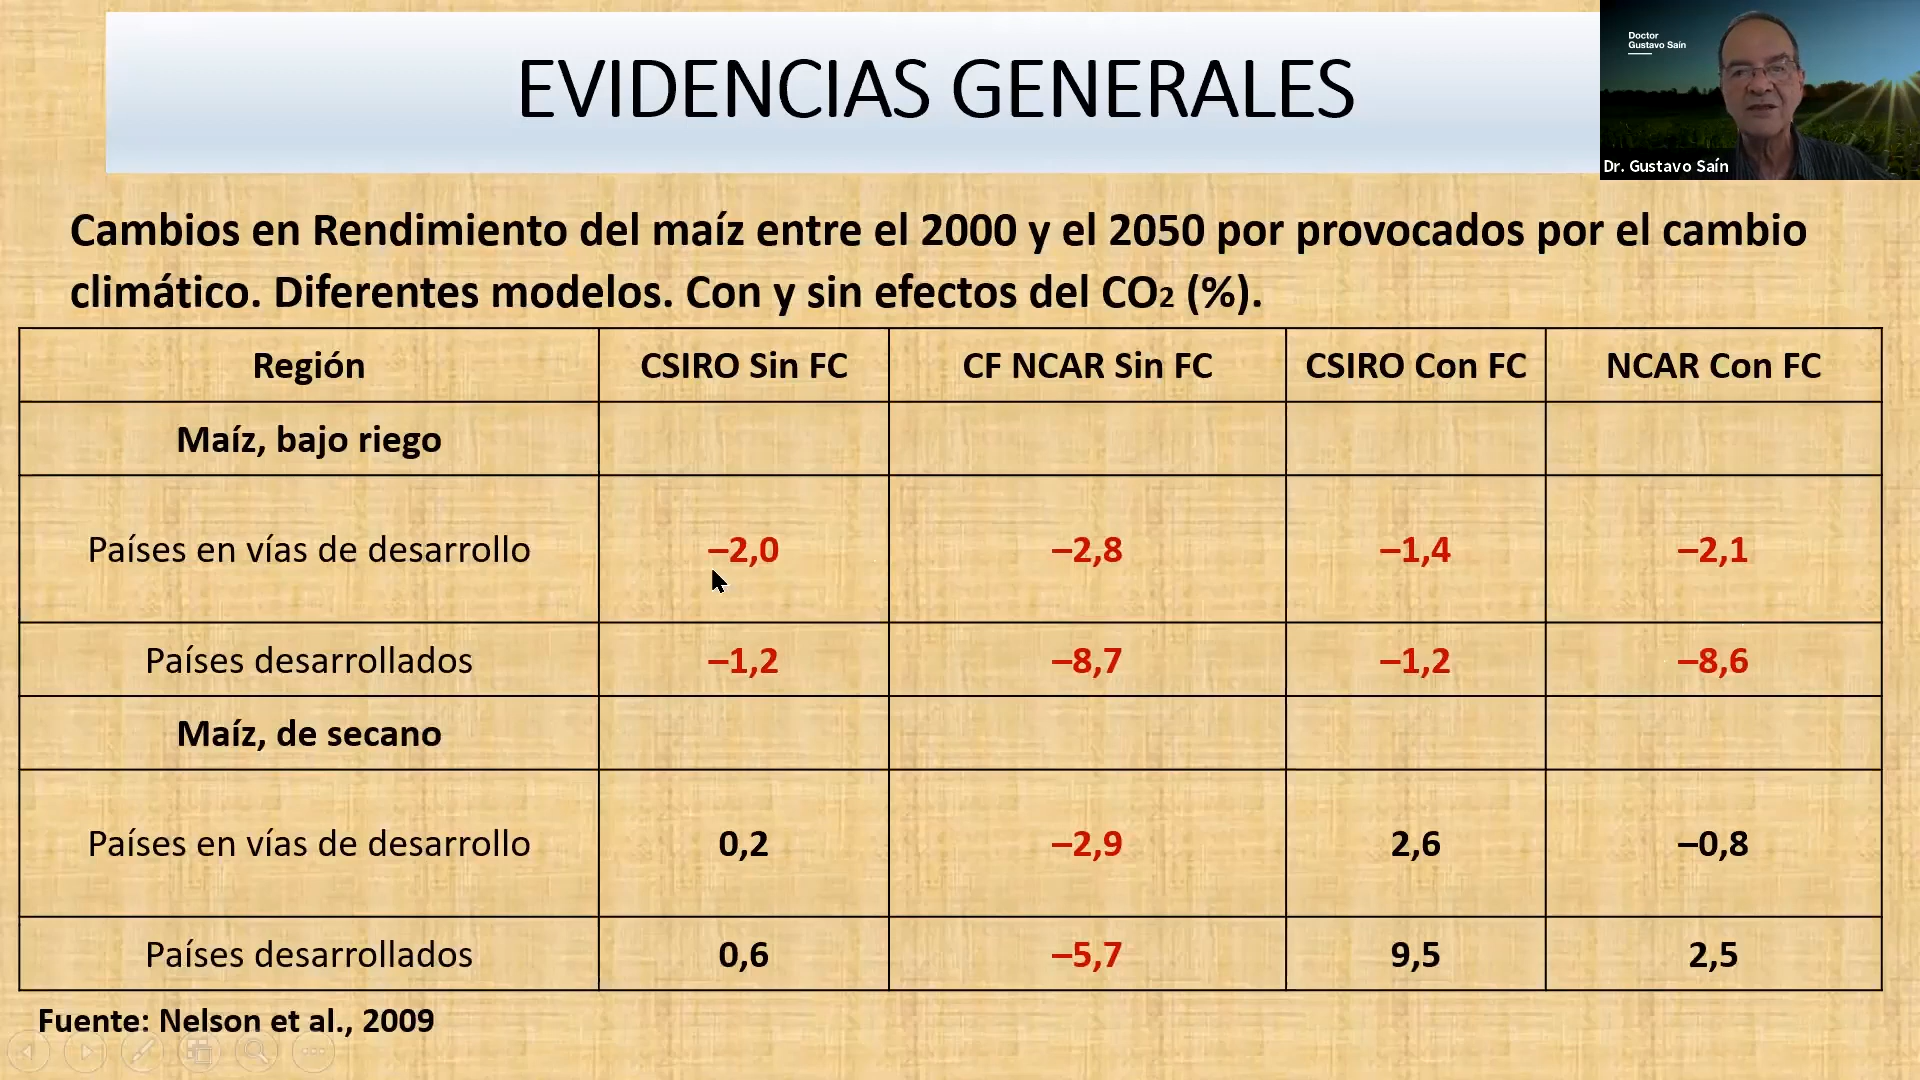 EVIDENCIAS GENERALES
Doctor
Gustavo Saín
Dr. Gustavo Saín
Cambios en Rendimiento del maíz entre el 2000 y el 2050 por provocados por el cambio
climático. Diferentes modelos. Con y sin efectos del CO₂ (%).
Región CSIRO Sin FC CF NCAR Sin FC CSIRO Con FC NCAR Con FC
Maíz, bajo riego
Países en vías de desarrollo –2,0 –2,8 –1,4 –2,1
Países desarrollados –1,2 –8,7 –1,2 –8,6
Maíz, de secano
Países en vías de desarrollo 0,2 –2,9 2,6 –0,8
Países desarrollados 0,6 –5,7 9,5 2,5
Fuente: Nelson et al., 2009